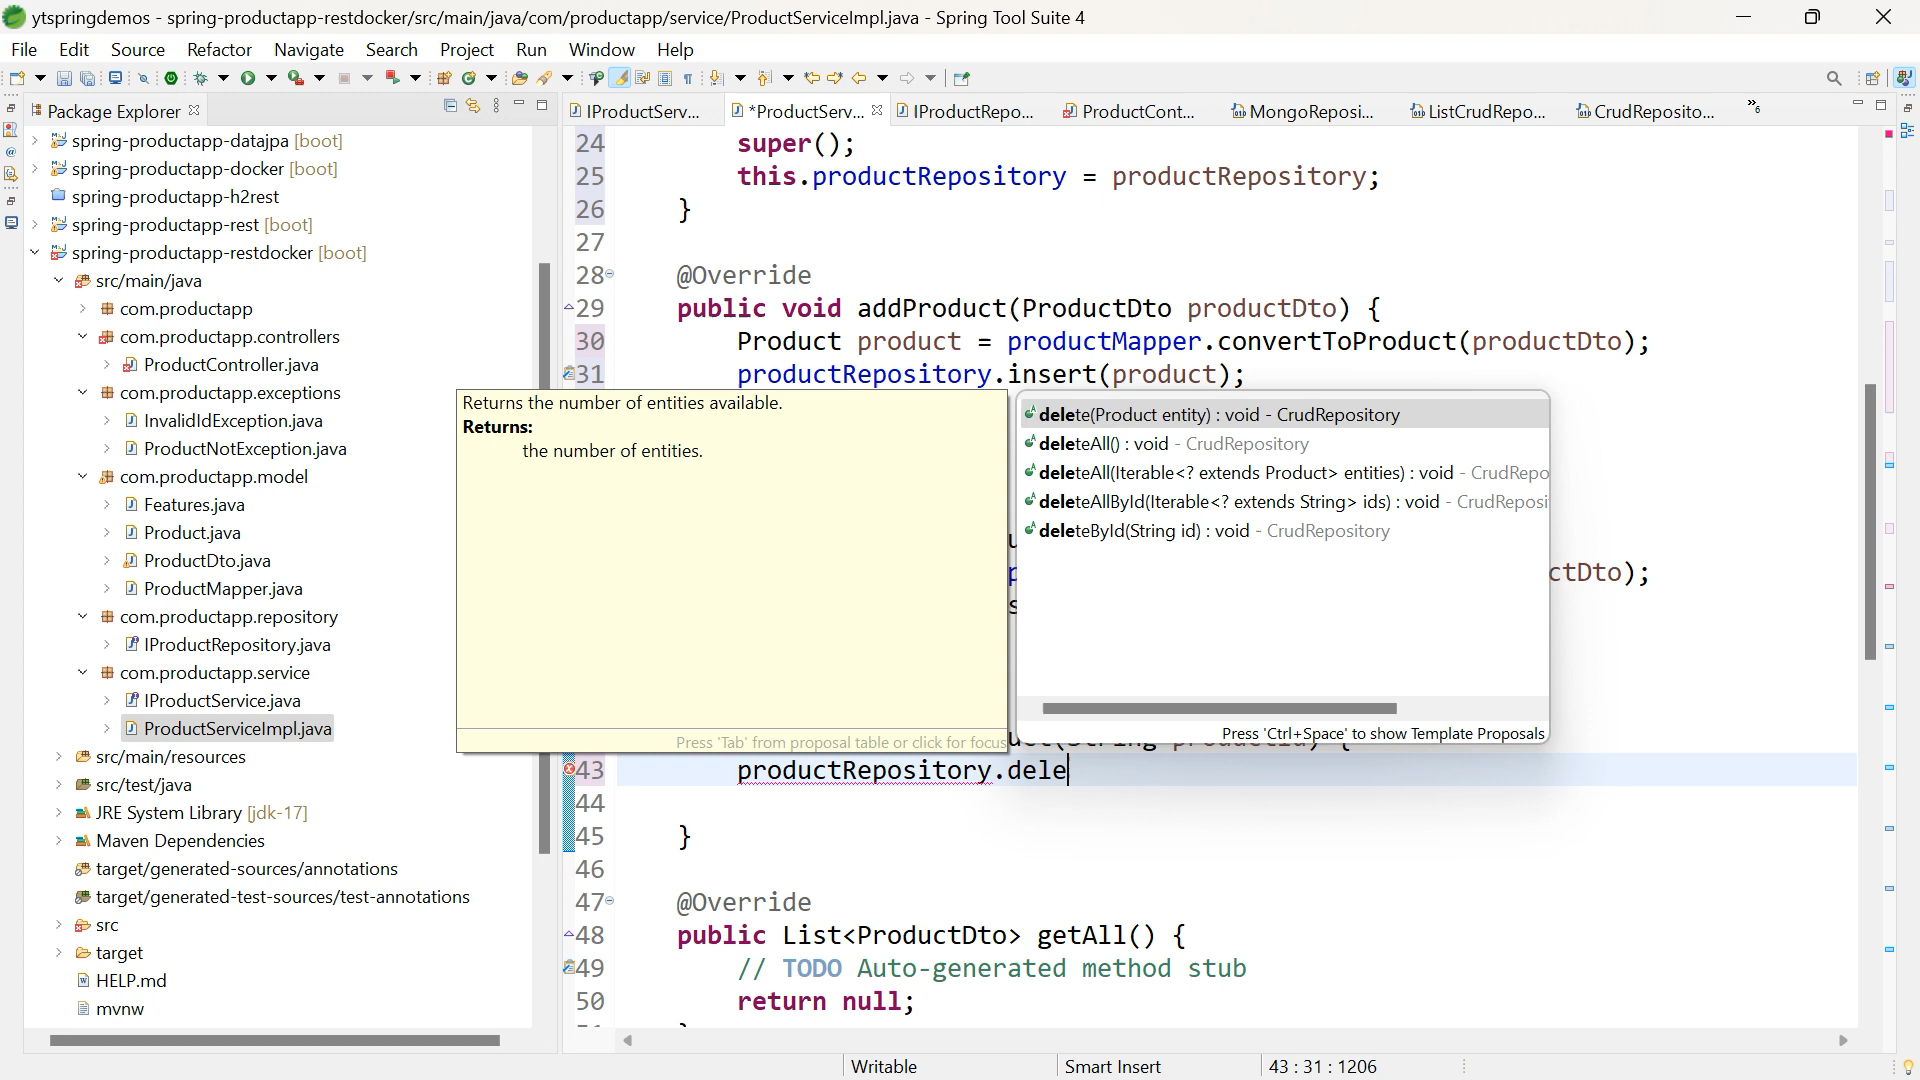 ytspringdemos - spring-productapp-restdocker/src/main/java/com/productapp/service/ProductServiceImpl.java - Spring Tool Suite 4
File Edit Source Refactor Navigate Search Project Run Window Help
Package Explorer
IProductServ...
*ProductServ...
IProductRepo...
ProductCont...
MongoReposi...
ListCrudRepo...
CrudReposito...
»6
spring-productapp-datajpa [boot]
spring-productapp-docker [boot]
spring-productapp-h2rest
spring-productapp-rest [boot]
spring-productapp-restdocker [boot]
src/main/java
com.productapp
com.productapp.controllers
ProductController.java
com.productapp.exceptions
InvalidIdException.java
ProductNotException.java
com.productapp.model
Features.java
Product.java
ProductDto.java
ProductMapper.java
com.productapp.repository
IProductRepository.java
com.productapp.service
IProductService.java
ProductServiceImpl.java
src/main/resources
src/test/java
JRE System Library [jdk-17]
Maven Dependencies
target/generated-sources/annotations
target/generated-test-sources/test-annotations
src
target
HELP.md
mvnw
24 super();
25 this.productRepository = productRepository;
26 }
27
28 @Override
29 public void addProduct(ProductDto productDto) {
30 Product product = productMapper.convertToProduct(productDto);
31 productRepository.insert(product);
Returns the number of entities available.
Returns:
the number of entities.
Press 'Tab' from proposal table or click for focus
delete(Product entity) : void - CrudRepository
deleteAll() : void - CrudRepository
deleteAll(Iterable<? extends Product> entities) : void - CrudRepo
deleteAllById(Iterable<? extends String> ids) : void - CrudReposi
deleteById(String id) : void - CrudRepository
Press 'Ctrl+Space' to show Template Proposals
ctDto);
43 productRepository.dele
44
45 }
46
47 @Override
48 public List<ProductDto> getAll() {
49 // TODO Auto-generated method stub
50 return null;
Writable
Smart Insert
43 : 31 : 1206